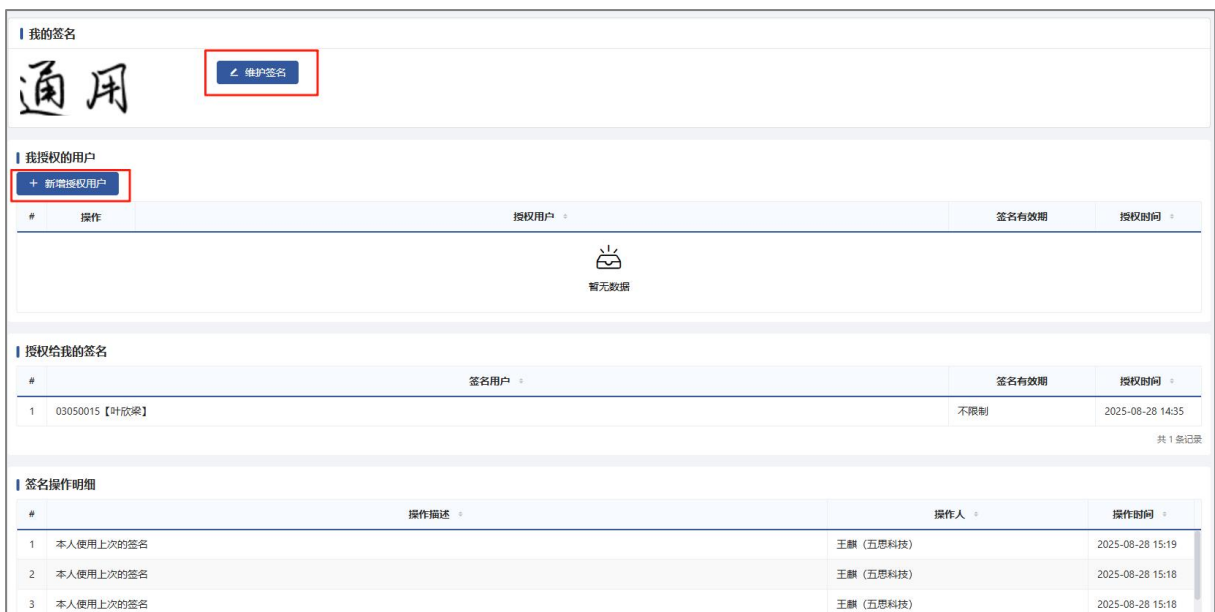 我的签名
通用
维护签名
我授权的用户
+ 新增授权用户
# 操作 授权用户 签名有效期 授权时间
暂无数据
授权给我的签名
# 签名用户 签名有效期 授权时间
1 03050015【叶欣梁】 不限制 2025-08-28 14:35
共 1 条记录
签名操作明细
# 操作描述 操作人 操作时间
1 本人使用上次的签名 王麒（五思科技） 2025-08-28 15:19
2 本人使用上次的签名 王麒（五思科技） 2025-08-28 15:18
3 本人使用上次的签名 王麒（五思科技） 2025-08-28 15:18